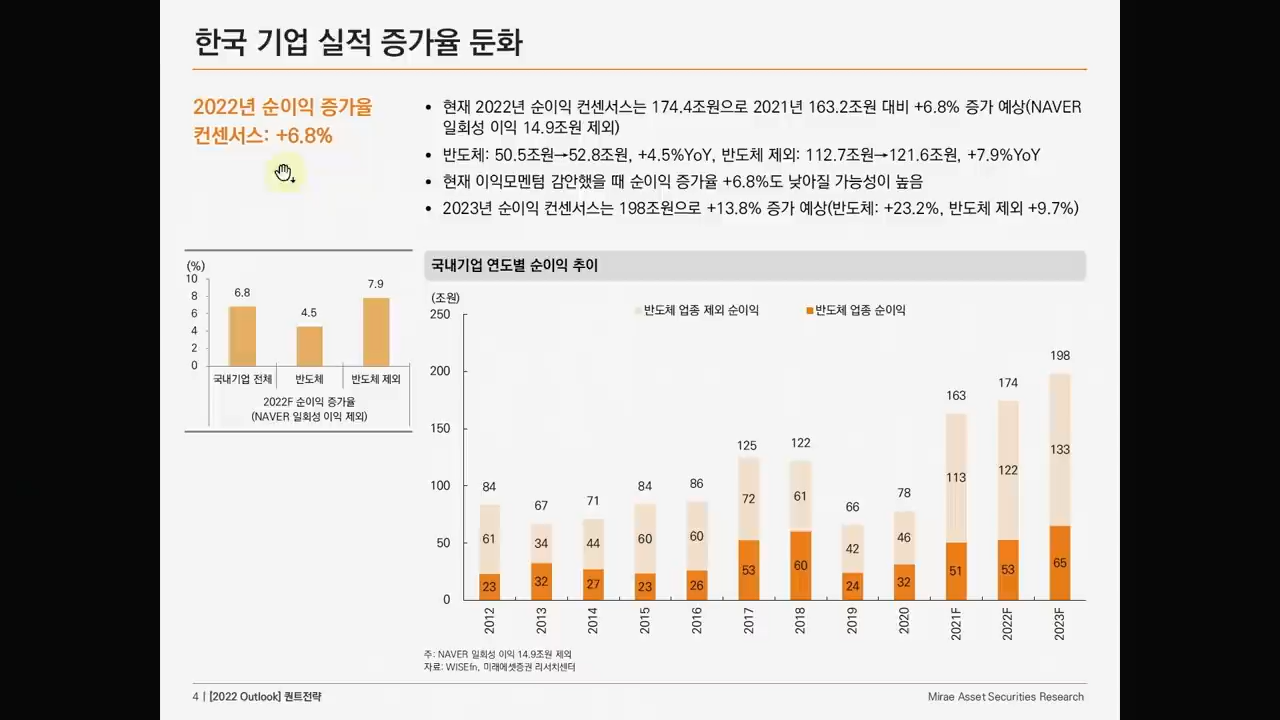 한국 기업 실적 증가율 둔화
2022년 순이익 증가율
컨센서스: +6.8%
• 현재 2022년 순이익 컨센서스는 174.4조원으로 2021년 163.2조원 대비 +6.8% 증가 예상(NAVER
일회성 이익 14.9조원 제외)
• 반도체: 50.5조원→52.8조원, +4.5%YoY, 반도체 제외: 112.7조원→121.6조원, +7.9%YoY
• 현재 이익모멘텀 감안했을 때 순이익 증가율 +6.8%도 낮아질 가능성이 높음
• 2023년 순이익 컨센서스는 198조원으로 +13.8% 증가 예상(반도체: +23.2%, 반도체 제외 +9.7%)
(%)
10
8
6
4
2
0
6.8
4.5
7.9
국내기업 전체
반도체
반도체 제외
2022F 순이익 증가율
(NAVER 일회성 이익 제외)
국내기업 연도별 순이익 추이
(조원)
반도체 업종 제외 순이익
반도체 업종 순이익
250
200
150
100
50
0
84
67
71
84
86
125
122
66
78
163
174
198
61
34
44
60
60
72
61
42
46
113
122
133
23
32
27
23
26
53
60
24
32
51
53
65
2012
2013
2014
2015
2016
2017
2018
2019
2020
2021F
2022F
2023F
주: NAVER 일회성 이익 14.9조원 제외
자료: WISEfn, 미래에셋증권 리서치센터
4 | [2022 Outlook] 퀀트전략
Mirae Asset Securities Research